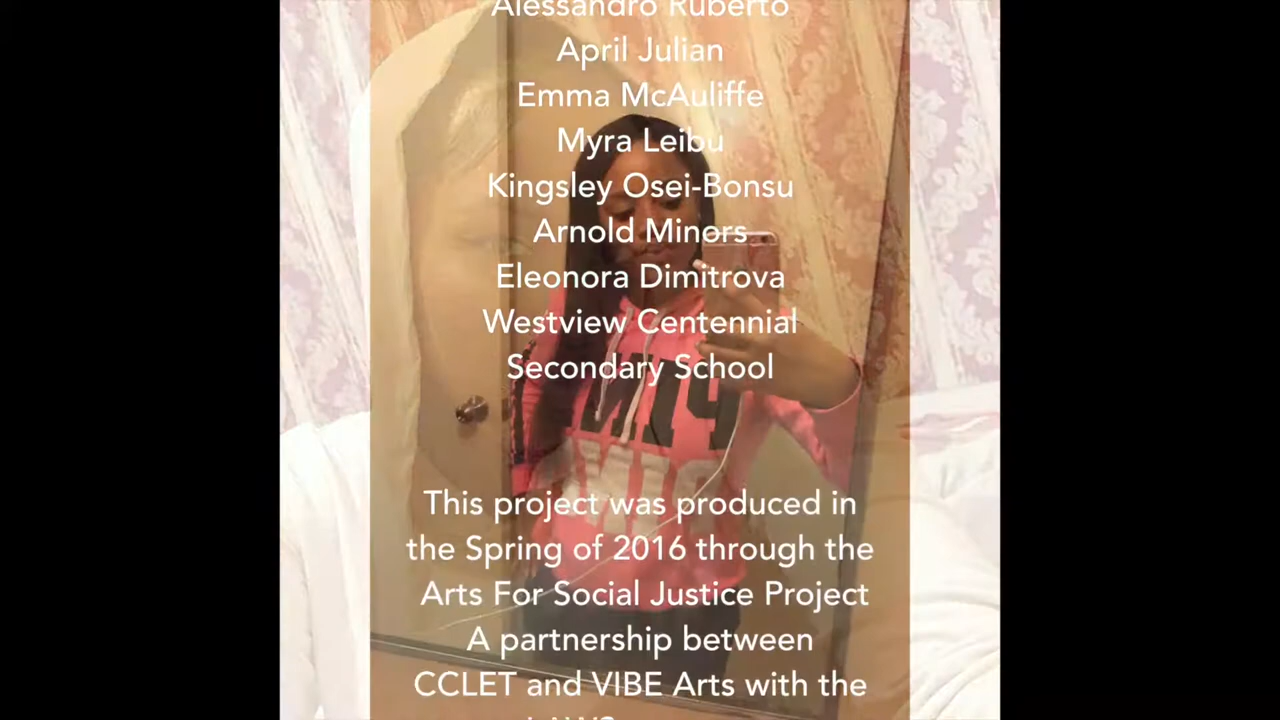 Alessandro Ruberto
April Julian
Emma McAuliffe
Myra Leibu
Kingsley Osei-Bonsu
Arnold Minors
Eleonora Dimitrova
Westview Centennial
Secondary School
This project was produced in
the Spring of 2016 through the
Arts For Social Justice Project
A partnership between
CCLET and VIBE Arts with the